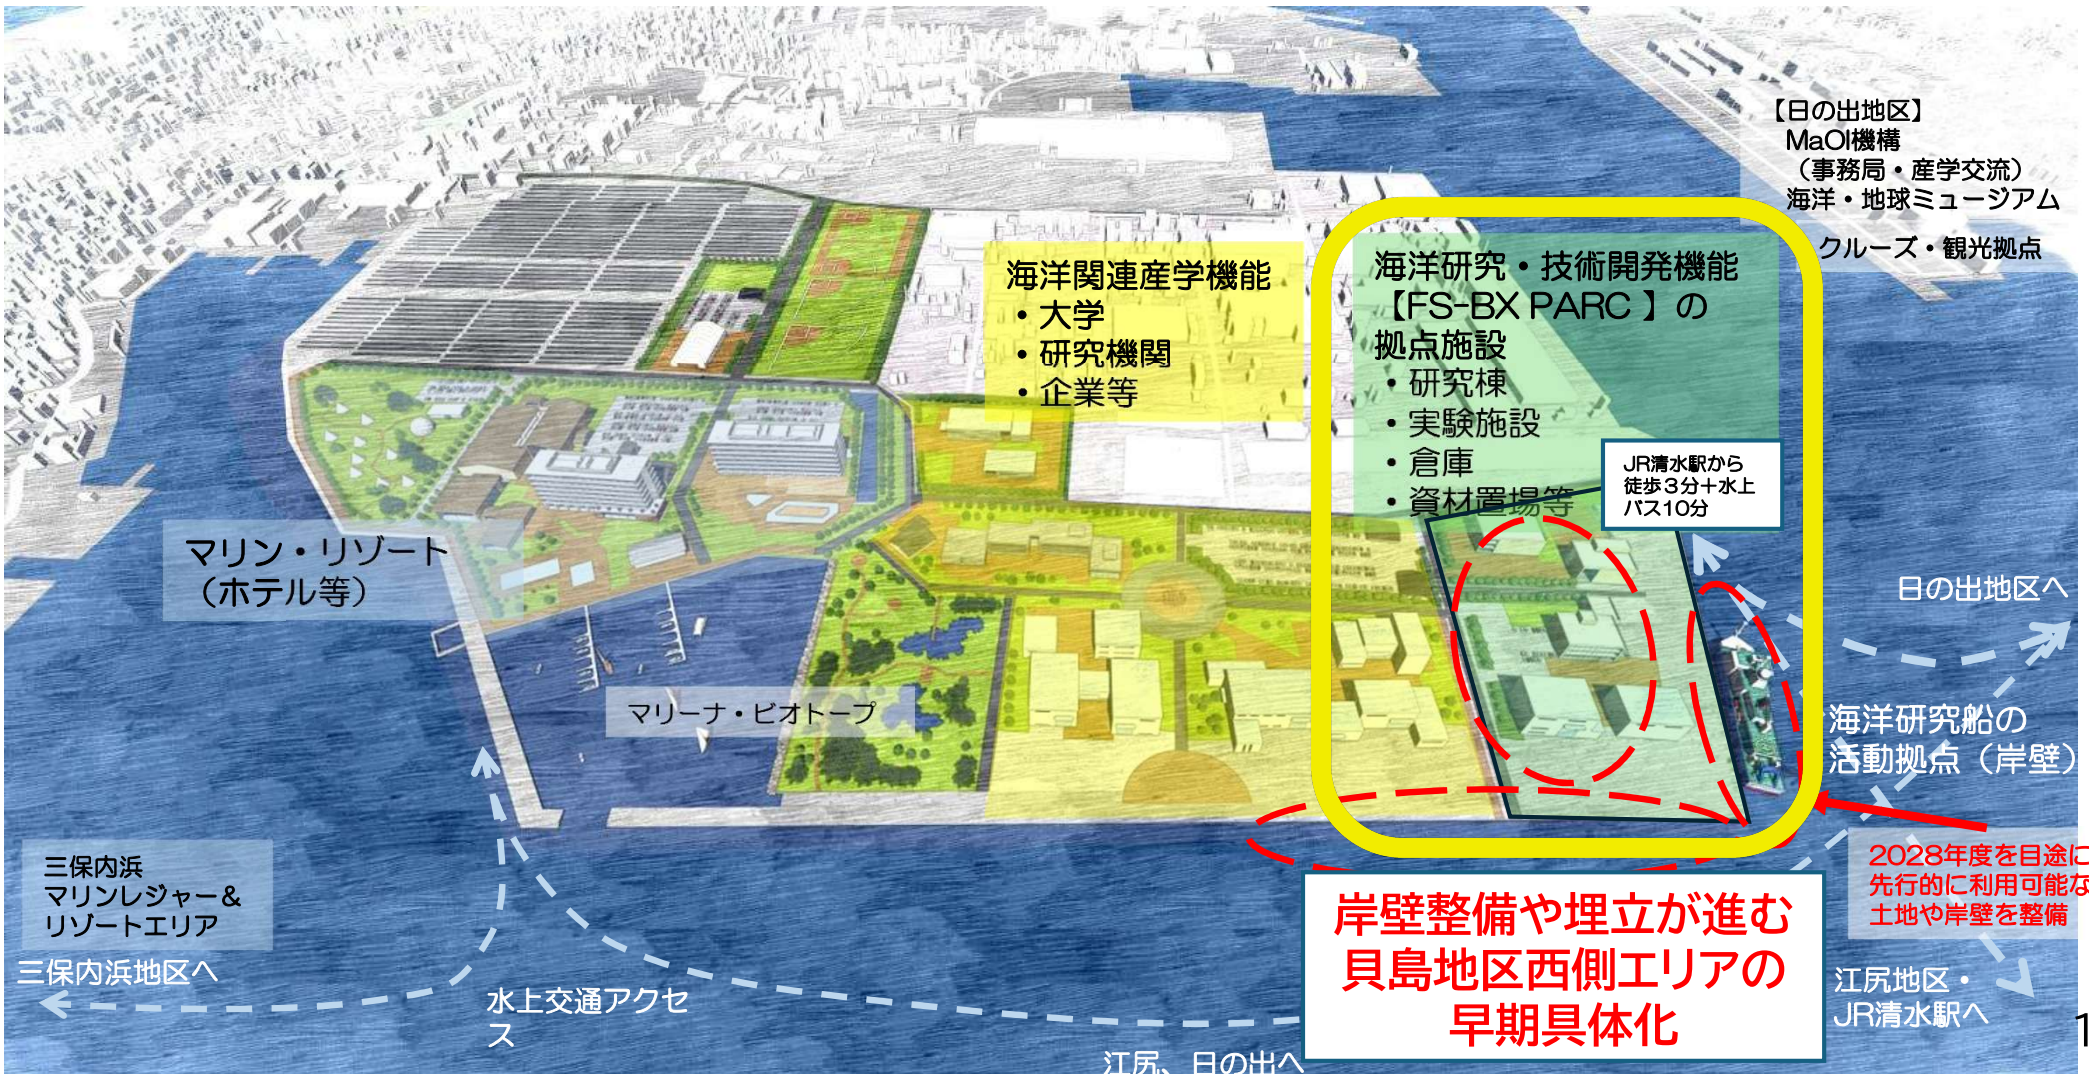 【日の出地区】
MaOI機構
（事務局・産学交流）
海洋・地球ミュージアム
クルーズ・観光拠点
海洋関連産学機能
・大学
・研究機関
・企業等
海洋研究・技術開発機能
【FS-BX PARC 】の
拠点施設
・研究棟
・実験施設
・倉庫
・資材置場等
JR清水駅から
徒歩３分＋水上
バス10分
マリン・リゾート
（ホテル等）
マリーナ・ビオトープ
日の出地区へ
海洋研究船の
活動拠点（岸壁）
2028年度を目途に
先行的に利用可能な
土地や岸壁を整備
三保内浜
マリンレジャー＆
リゾートエリア
三保内浜地区へ
水上交通アクセ
ス
江尻、日の出へ
岸壁整備や埋立が進む
貝島地区西側エリアの
早期具体化
江尻地区・
JR清水駅へ
1